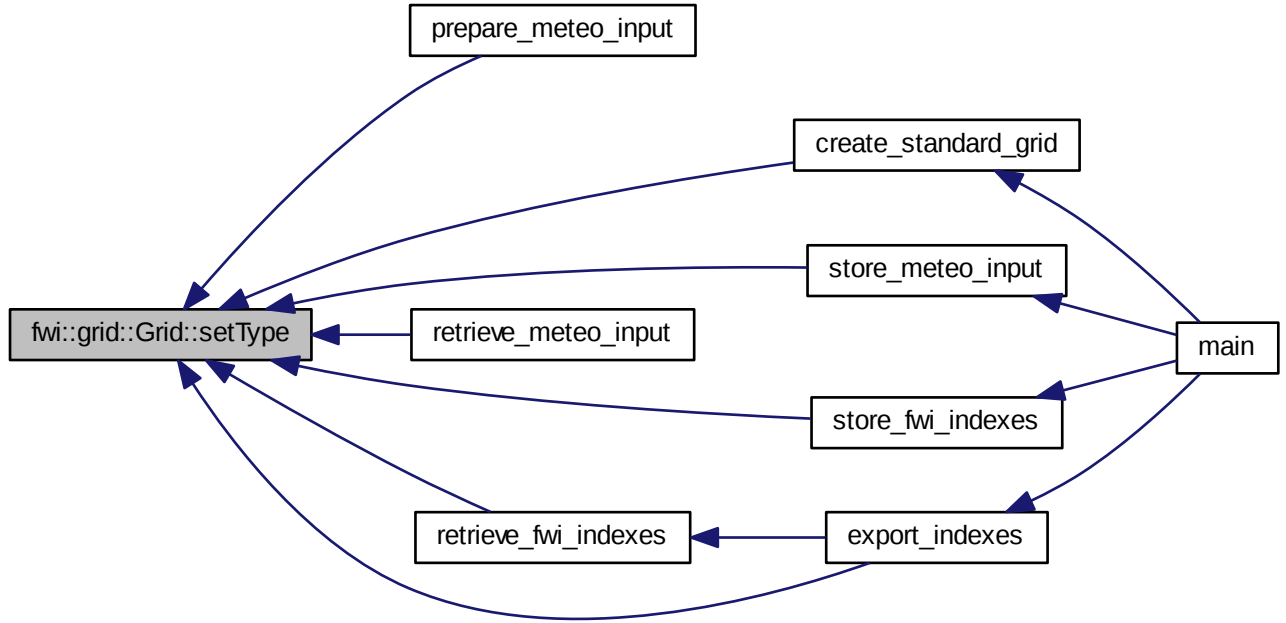 prepare_meteo_input
create_standard_grid
store_meteo_input
fwi::grid::Grid::setType
retrieve_meteo_input
main
store_fwi_indexes
retrieve_fwi_indexes
export_indexes